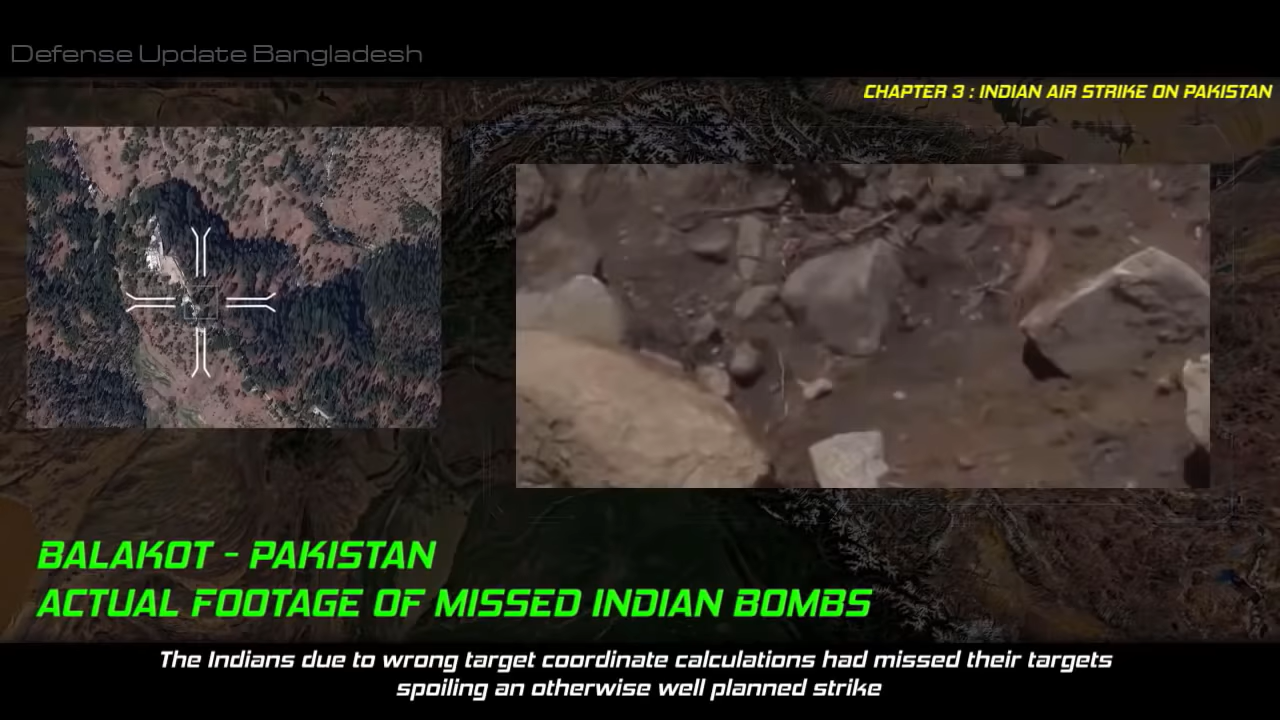 Defense Update Bangladesh
CHAPTER 3 : INDIAN AIR STRIKE ON PAKISTAN
BALAKOT - PAKISTAN
ACTUAL FOOTAGE OF MISSED INDIAN BOMBS
The Indians due to wrong target coordinate calculations had missed their targets
spoiling an otherwise well planned strike